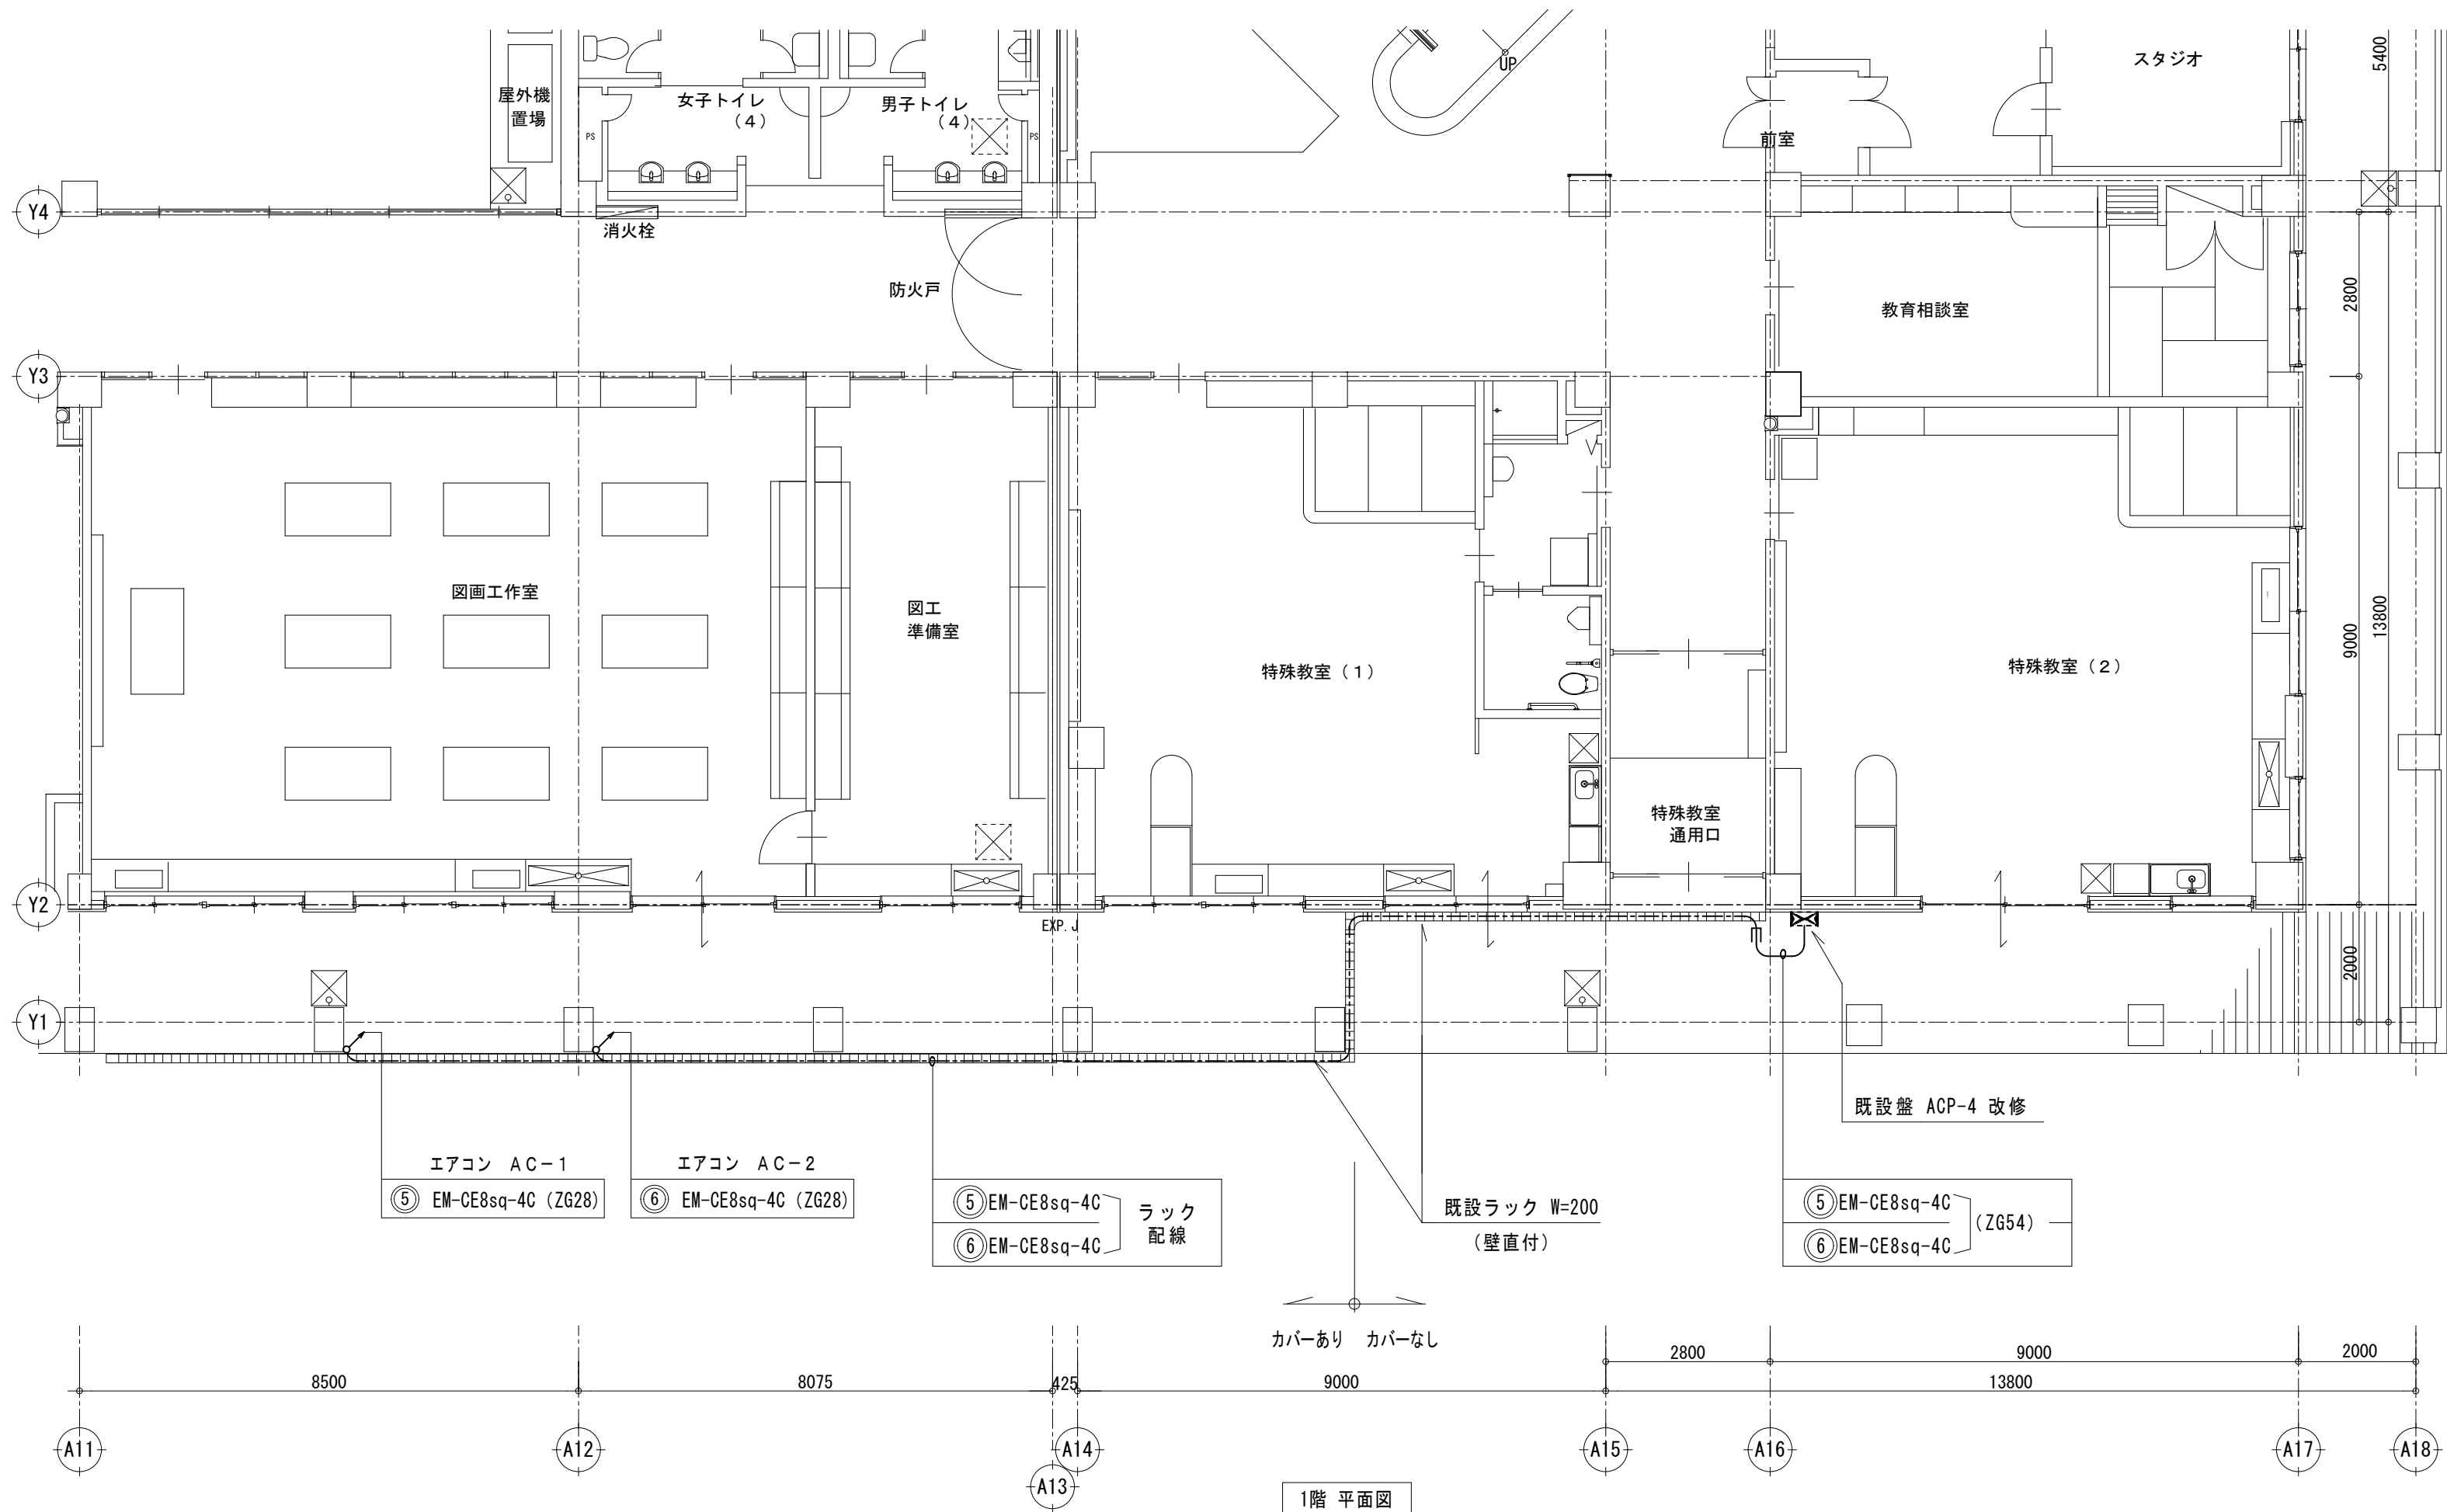 UP
スタジオ
5400
屋外機
置場
女子トイレ
（４）
男子トイレ
（４）
PS
PS
前室
Y4
消火栓
防火戸
教育相談室
2800
Y3
図画工作室
図工
準備室
特殊教室（１）
特殊教室（２）
9000
13800
特殊教室
通用口
Y2
EXP.J
2000
Y1
既設盤 ACP-4 改修
エアコン ＡＣ－１
⑤ EM-CE8sq-4C (ZG28)
エアコン ＡＣ－２
⑥ EM-CE8sq-4C (ZG28)
⑤EM-CE8sq-4C
⑥EM-CE8sq-4C
ラック
配線
既設ラック W=200
（壁直付）
⑤EM-CE8sq-4C
⑥EM-CE8sq-4C
(ZG54)
カバーあり カバーなし
2800
9000
2000
8500
8075
425
9000
13800
A11
A12
A13
A14
A15
A16
A17
A18
1階 平面図